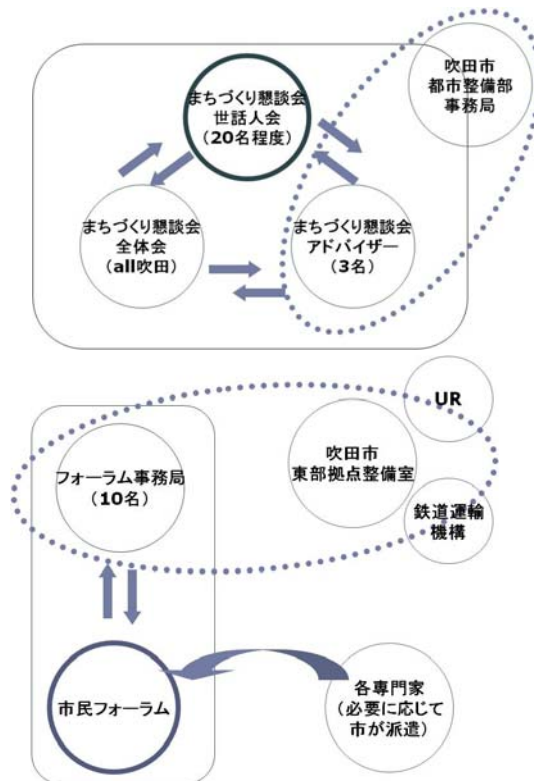 吹田市
都市整備部
事務局
まちづくり懇談会
世話人会
(20名程度)
まちづくり懇談会
全体会
(all吹田)
まちづくり懇談会
アドバイザー
(3名)
UR
吹田市
東部拠点整備室
フォーラム事務局
(10名)
鉄道運輸
機構
市民フォーラム
各専門家
(必要に応じて
市が派遣)